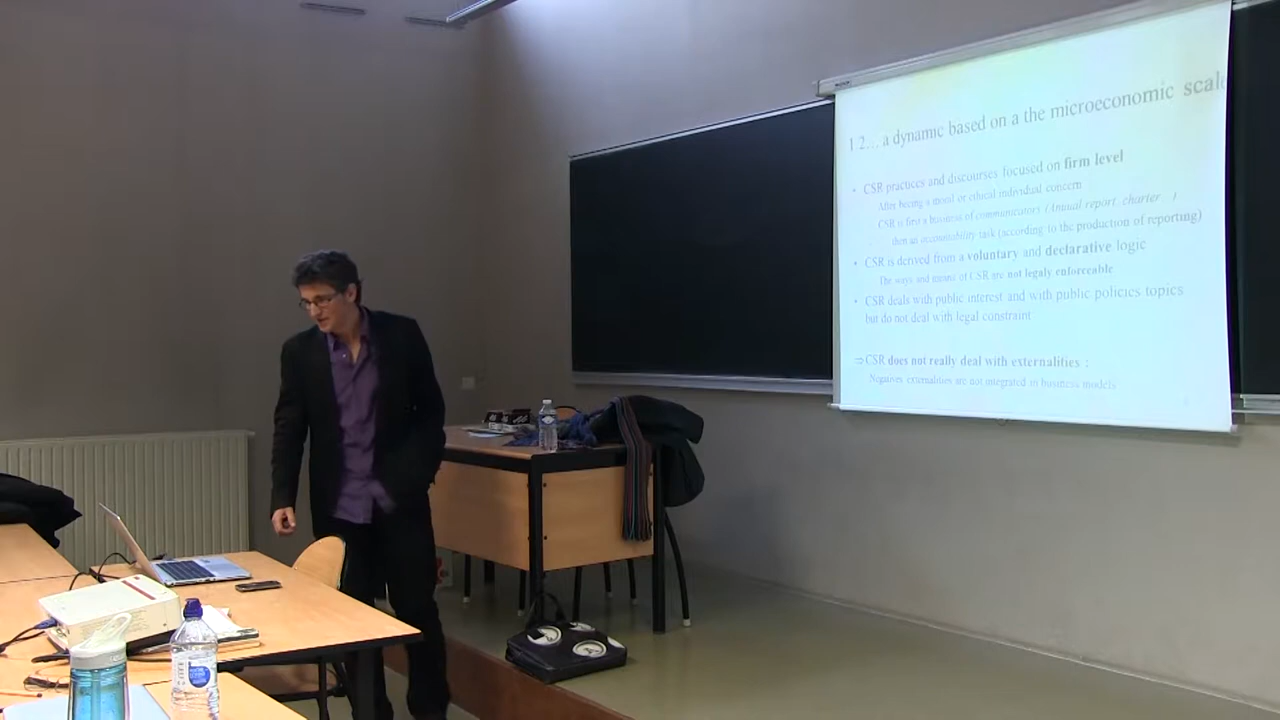 1.2… a dynamic based on a the microeconomic scale
• CSR practices and discourses focused on firm level
After being a moral or ethical individual concern
CSR is first a business of communicators (Annual report, charter…)
then an accountability task (according to the production of reporting)
• CSR is derived from a voluntary and declarative logic
The ways and means of CSR are not legaly enforceable
• CSR deals with public interest and with public policies topics
but do not deal with legal constraint
⇒CSR does not really deal with externalities :
Negatives externalities are not integrated in business models